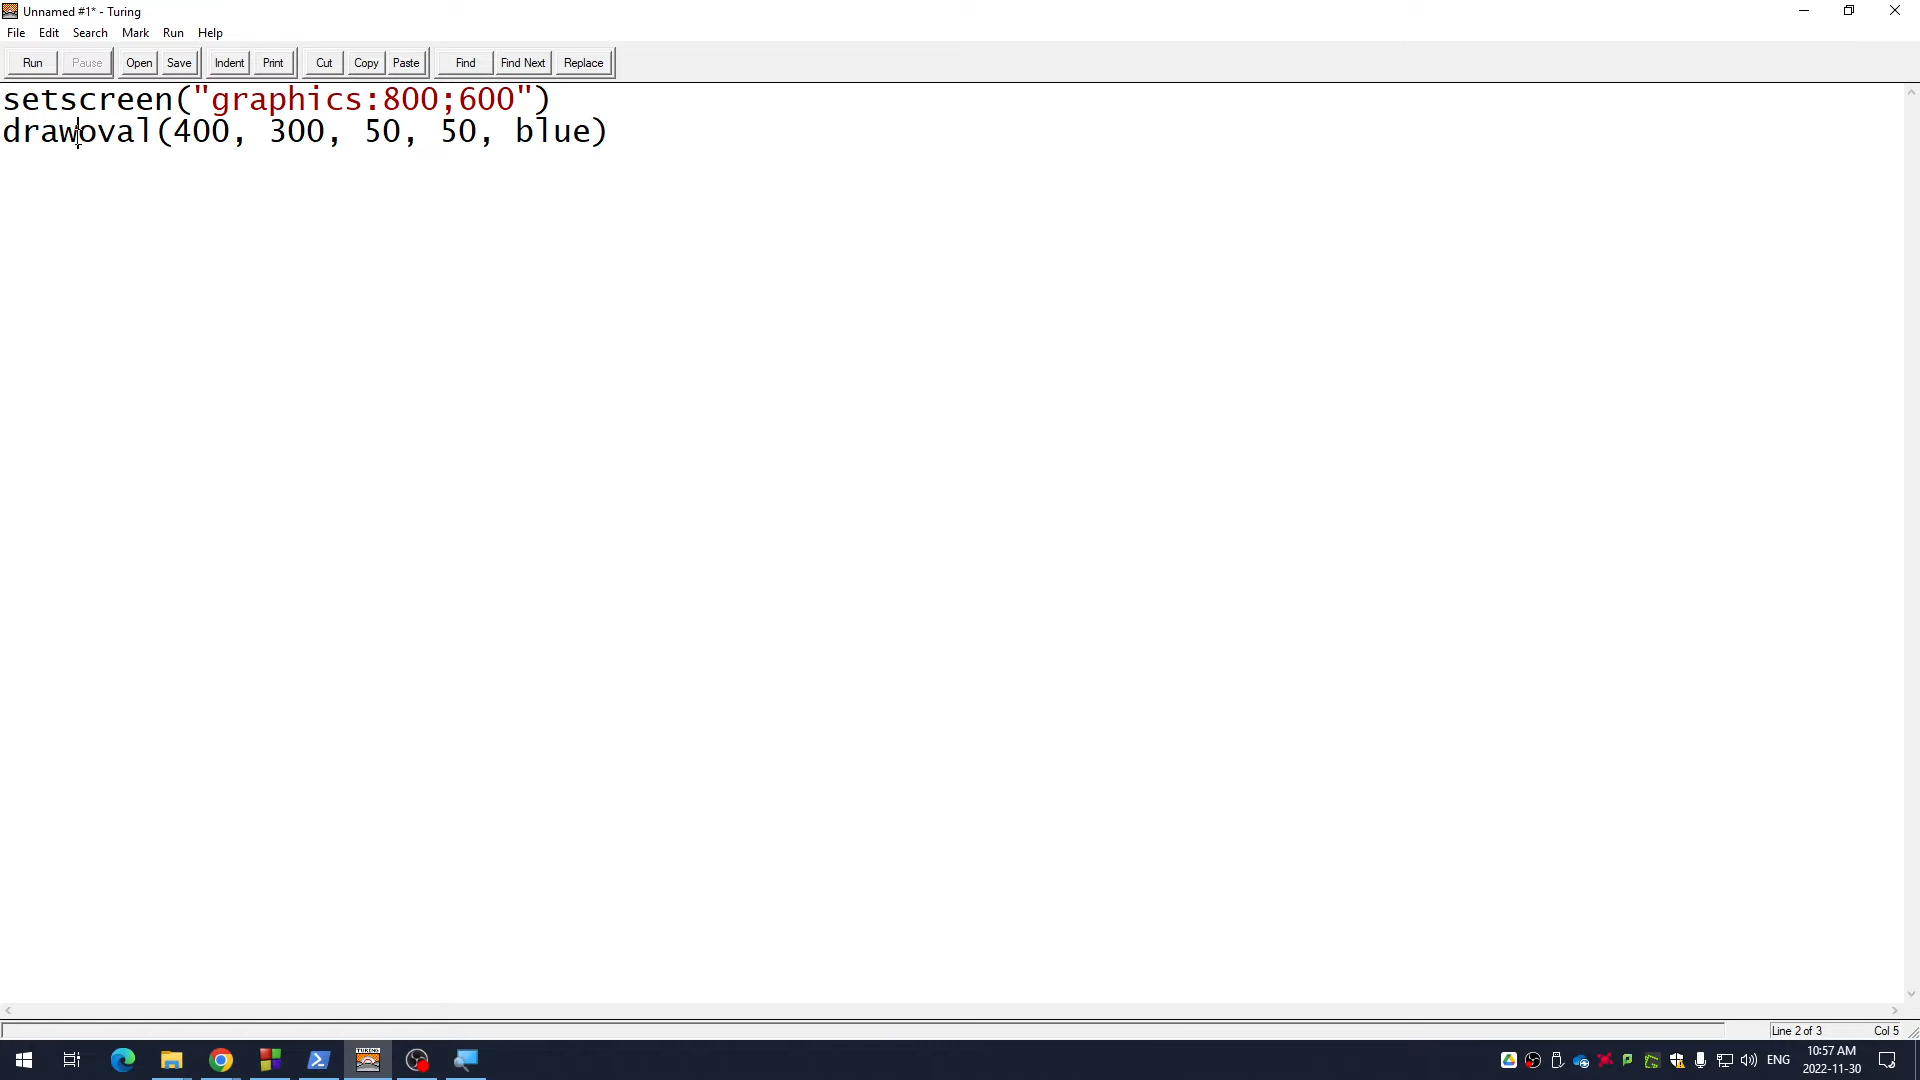 Unnamed #1* - Turing
File Edit Search Mark Run Help
Run Pause Open Save Indent Print Cut Copy Paste Find Find Next Replace
setscreen("graphics:800;600")
drawoval(400, 300, 50, 50, blue)
Line 2 of 3 Col 5
TURING
ENG
10:57 AM
2022-11-30